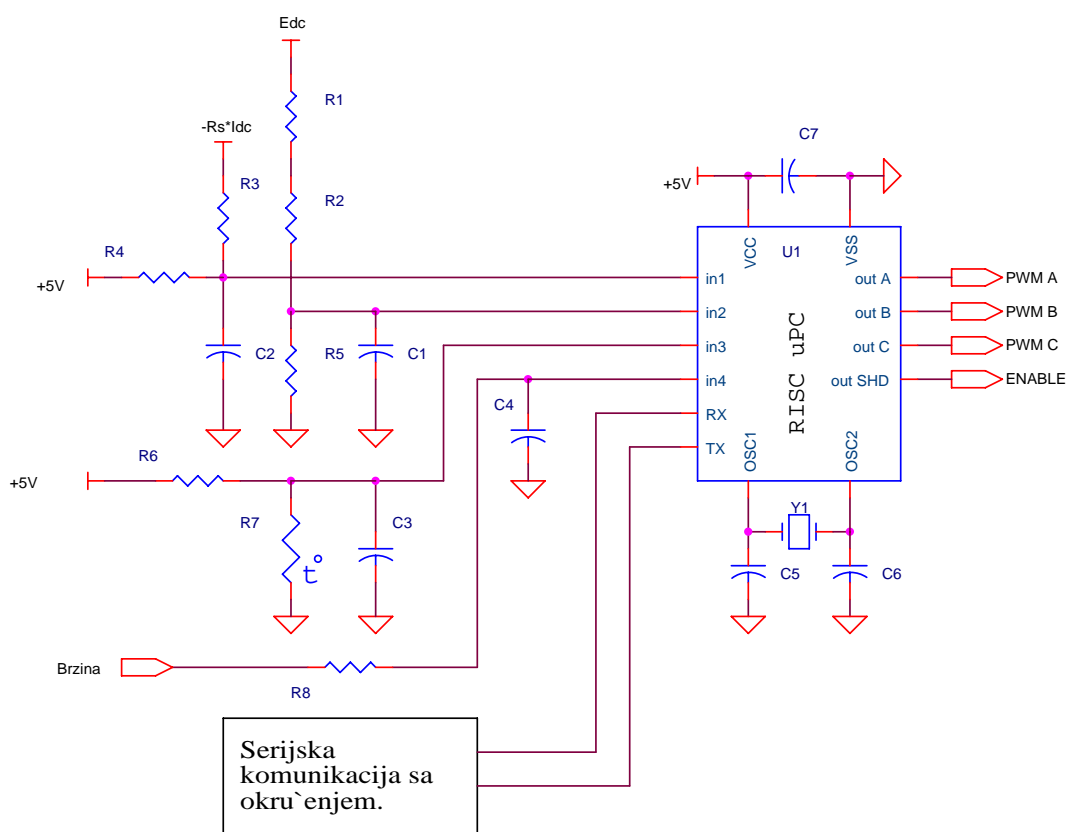 Edc
R1
-Rs*Idc
C7
R3
+5V
R2
R4
VCC
U1
VSS
+5V
in1
out A
PWM A
in2
out B
PWM B
C2
R5
C1
in3
out C
PWM C
in4
out SHD
ENABLE
RISC uPC
C4
RX
TX
OSC1
OSC2
R6
+5V
R7
C3
Y1
t°
C5
C6
Brzina
R8
Serijska
komunikacija sa
okru`enjem.